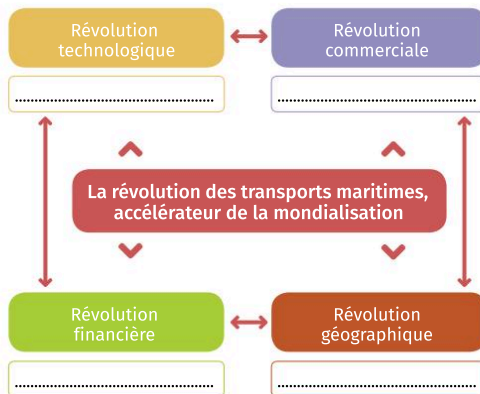 Révolution
technologique
Révolution
commerciale
La révolution des transports maritimes,
accélérateur de la mondialisation
Révolution
financière
Révolution
géographique